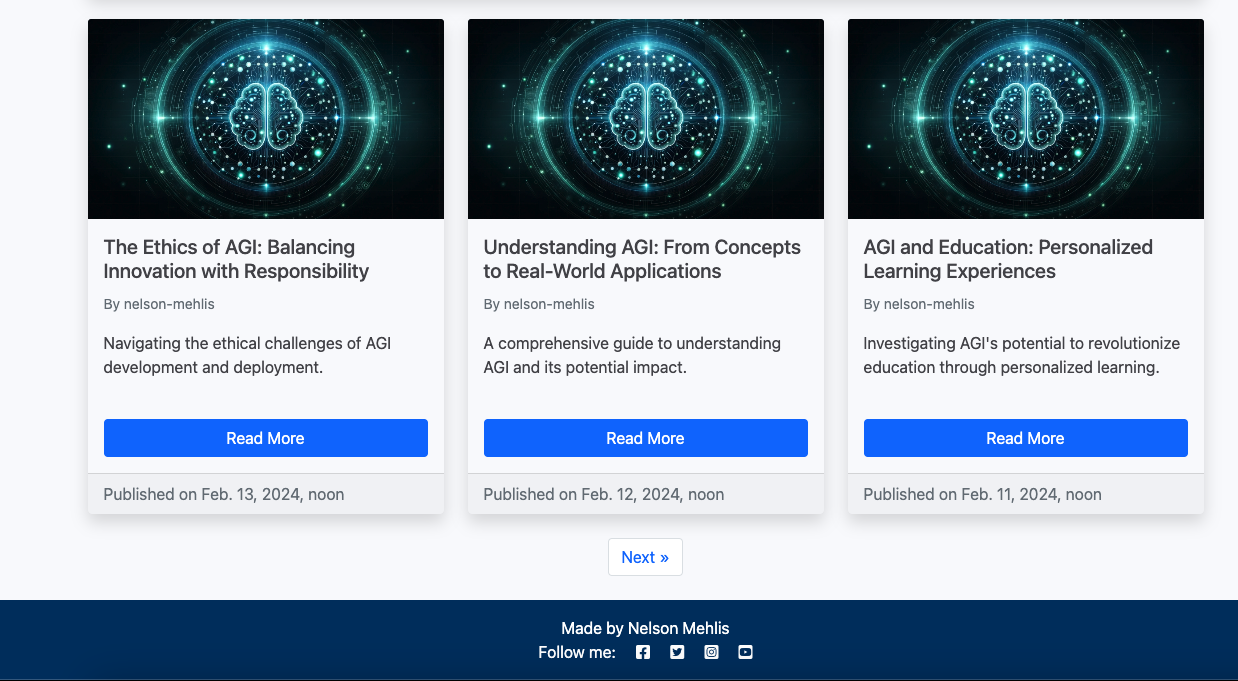 The Ethics of AGI: Balancing
Innovation with Responsibility
By nelson-mehlis
Navigating the ethical challenges of AGI
development and deployment.
Read More
Published on Feb. 13, 2024, noon
Understanding AGI: From Concepts
to Real-World Applications
By nelson-mehlis
A comprehensive guide to understanding
AGI and its potential impact.
Read More
Published on Feb. 12, 2024, noon
AGI and Education: Personalized
Learning Experiences
By nelson-mehlis
Investigating AGI's potential to revolutionize
education through personalized learning.
Read More
Published on Feb. 11, 2024, noon
Next »
Made by Nelson Mehlis
Follow me: